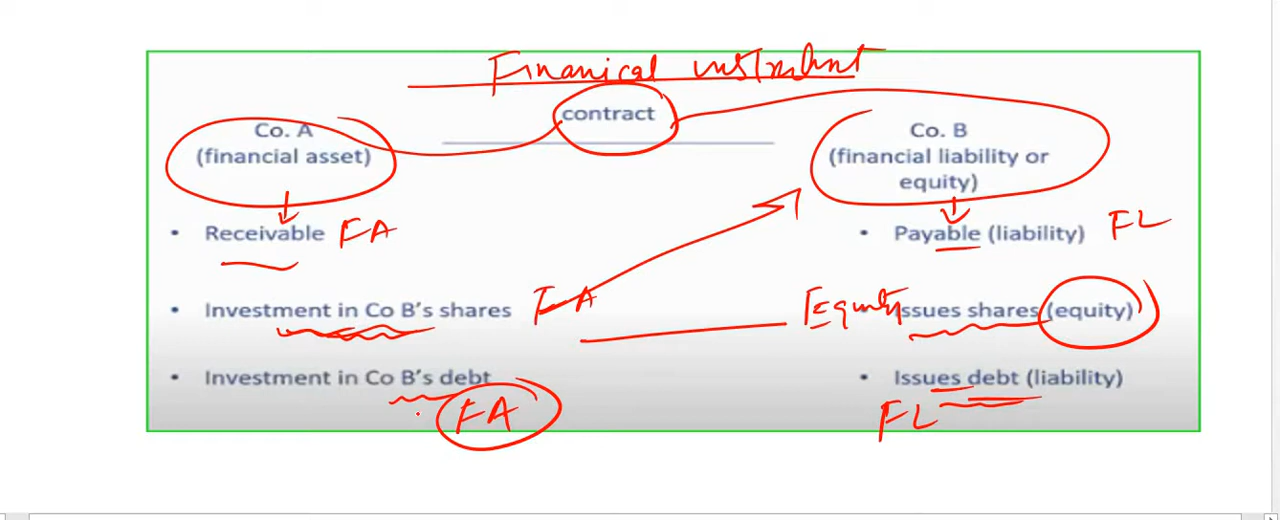 Finanical instrument
contract
Co. A
(financial asset)
Co. B
(financial liability or
equity)
• Receivable FA
• Payable (liability) FL
• Investment in Co B's shares FA
Equity • Issues shares (equity)
• Investment in Co B's debt
• Issues debt (liability)
FA
FL